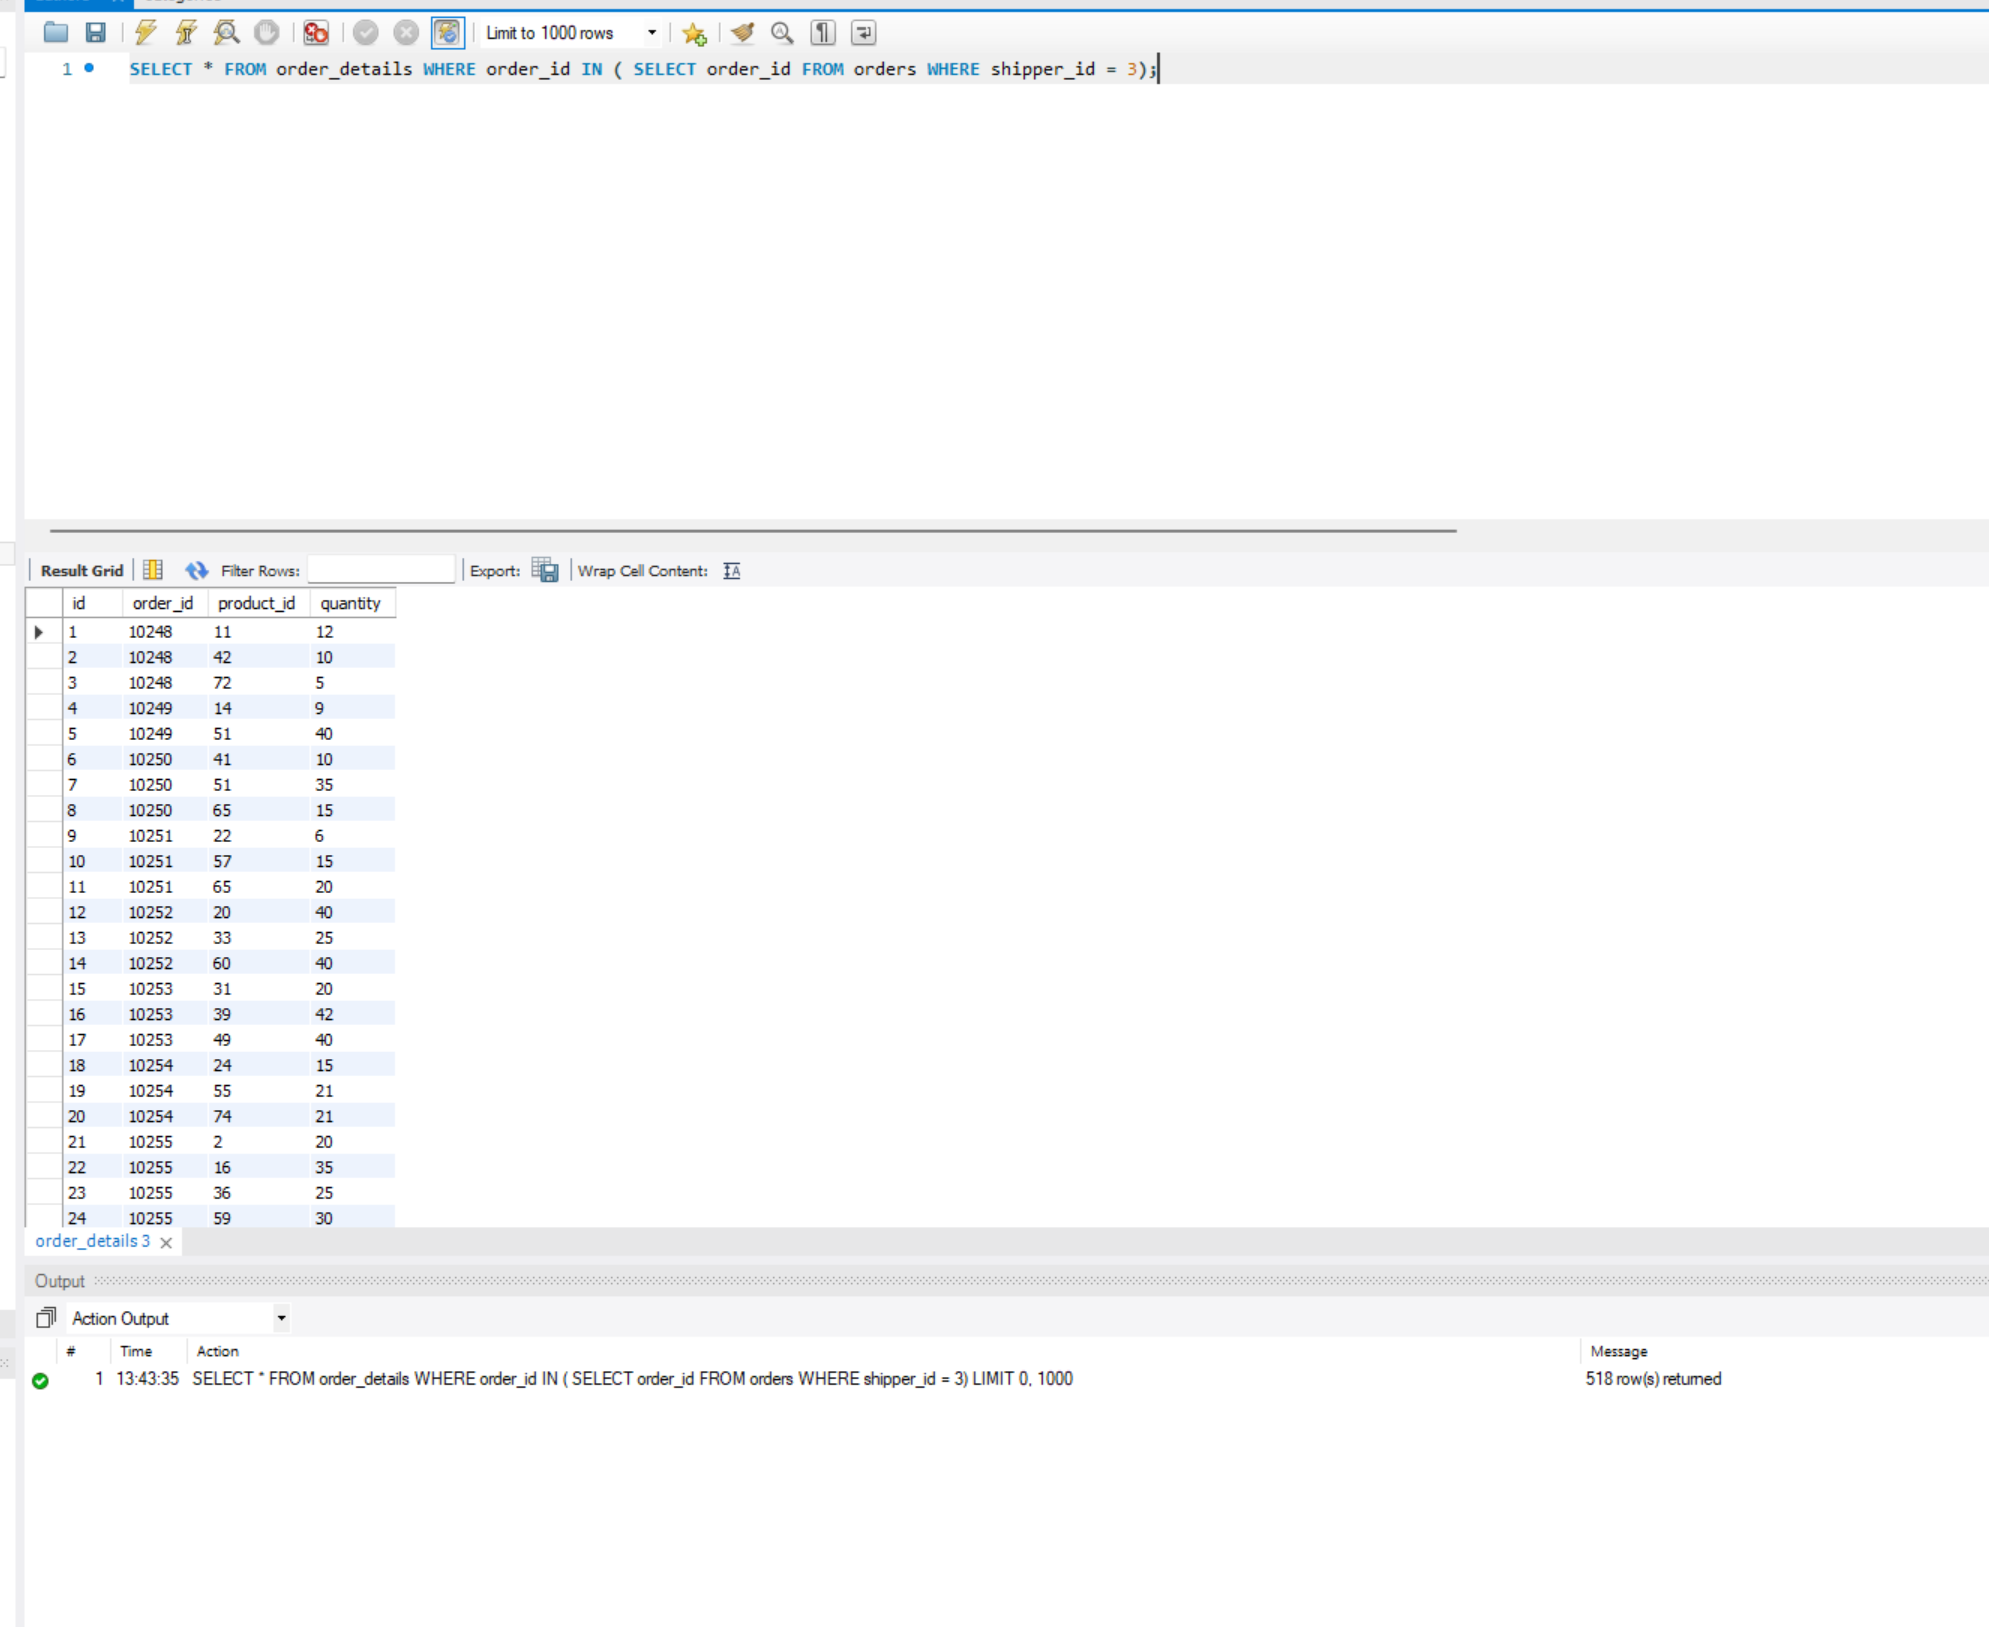 Limit to 1000 rows
1 SELECT * FROM order_details WHERE order_id IN ( SELECT order_id FROM orders WHERE shipper_id = 3);
Result Grid Filter Rows: Export: Wrap Cell Content:
id order_id product_id quantity
1 10248 11 12
2 10248 42 10
3 10248 72 5
4 10249 14 9
5 10249 51 40
6 10250 41 10
7 10250 51 35
8 10250 65 15
9 10251 22 6
10 10251 57 15
11 10251 65 20
12 10252 20 40
13 10252 33 25
14 10252 60 40
15 10253 31 20
16 10253 39 42
17 10253 49 40
18 10254 24 15
19 10254 55 21
20 10254 74 21
21 10255 2 20
22 10255 16 35
23 10255 36 25
24 10255 59 30
order_details 3
Output
Action Output
# Time Action Message
1 13:43:35 SELECT * FROM order_details WHERE order_id IN ( SELECT order_id FROM orders WHERE shipper_id = 3) LIMIT 0, 1000 518 row(s) returned